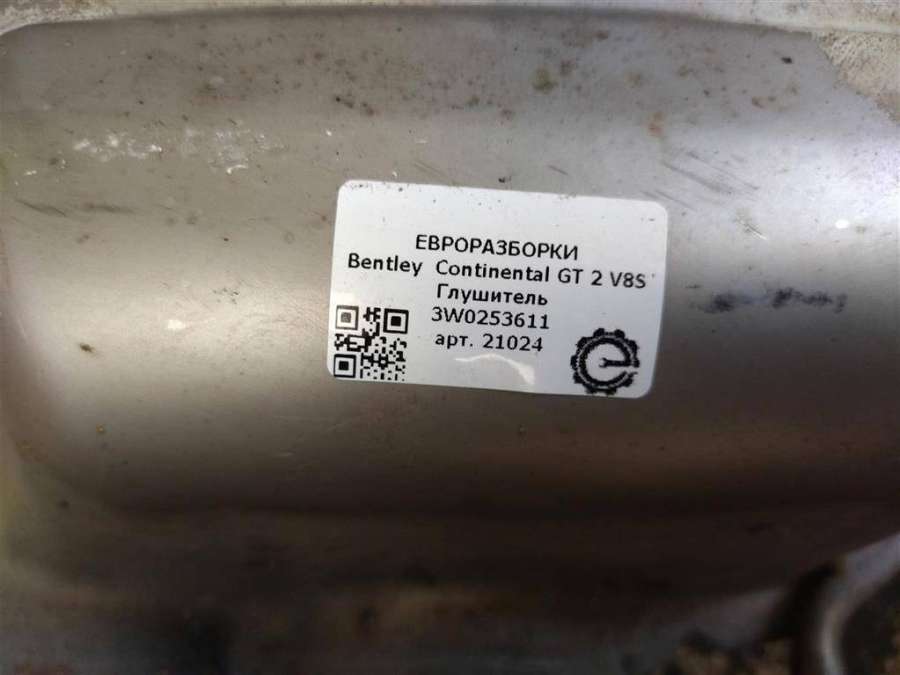 ЕВРОРАЗБОРКИ
Bentley Continental GT 2 V8S
Глушитель
3W0253611
арт. 21024